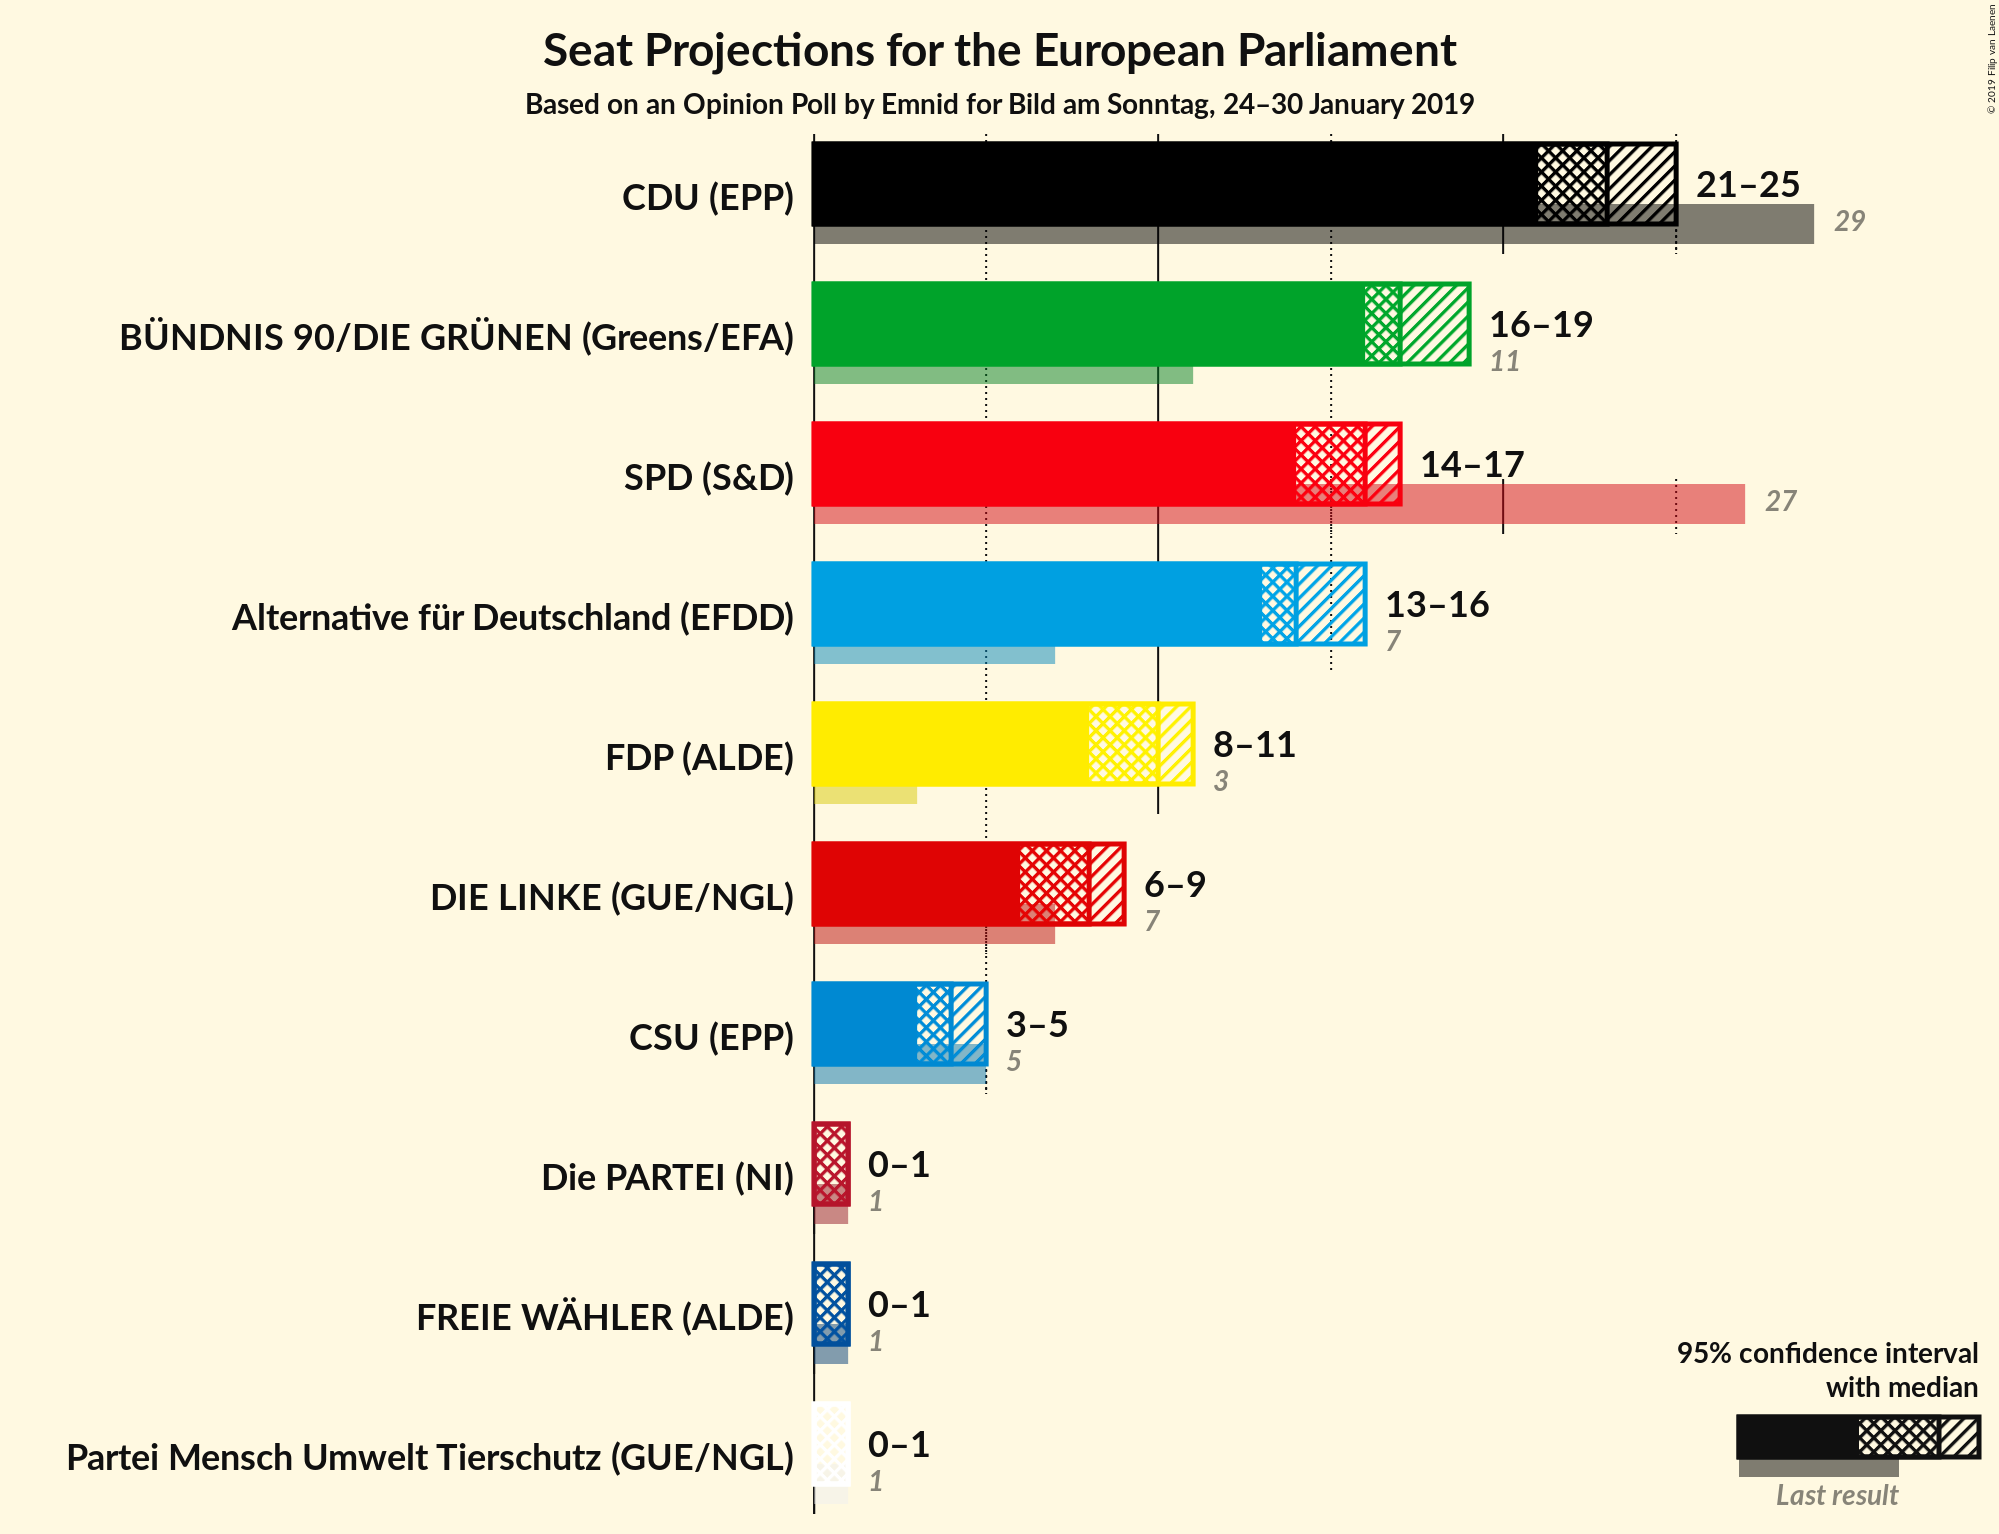 Seat Projections for the European Parliament
Based on an Opinion Poll by Emnid for Bild am Sonntag, 24–30 January 2019
© 2019 Filip van Laenen
CDU (EPP)
21–25
29
BÜNDNIS 90/DIE GRÜNEN (Greens/EFA)
16–19
11
SPD (S&D)
14–17
27
Alternative für Deutschland (EFDD)
13–16
7
FDP (ALDE)
8–11
3
DIE LINKE (GUE/NGL)
6–9
7
CSU (EPP)
3–5
5
Die PARTEI (NI)
0–1
1
FREIE WÄHLER (ALDE)
0–1
1
Partei Mensch Umwelt Tierschutz (GUE/NGL)
0–1
1
95% confidence interval
with median
Last result